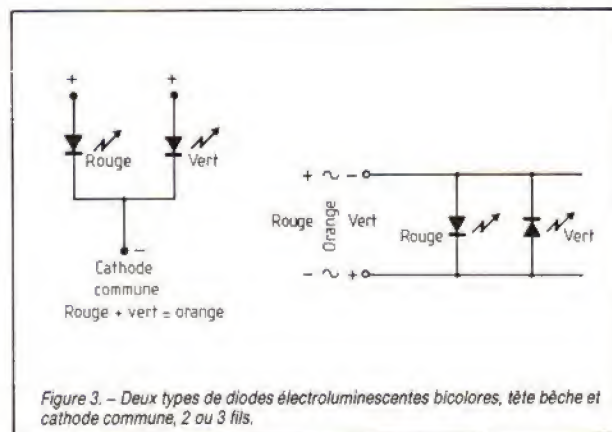 + +
Rouge Vert
−
Cathode
commune
Rouge + vert = orange
+ ~ −
Rouge Orange Vert
− ~ +
Rouge Vert
Figure 3. – Deux types de diodes électroluminescentes bicolores, tête bêche et
cathode commune, 2 ou 3 fils.